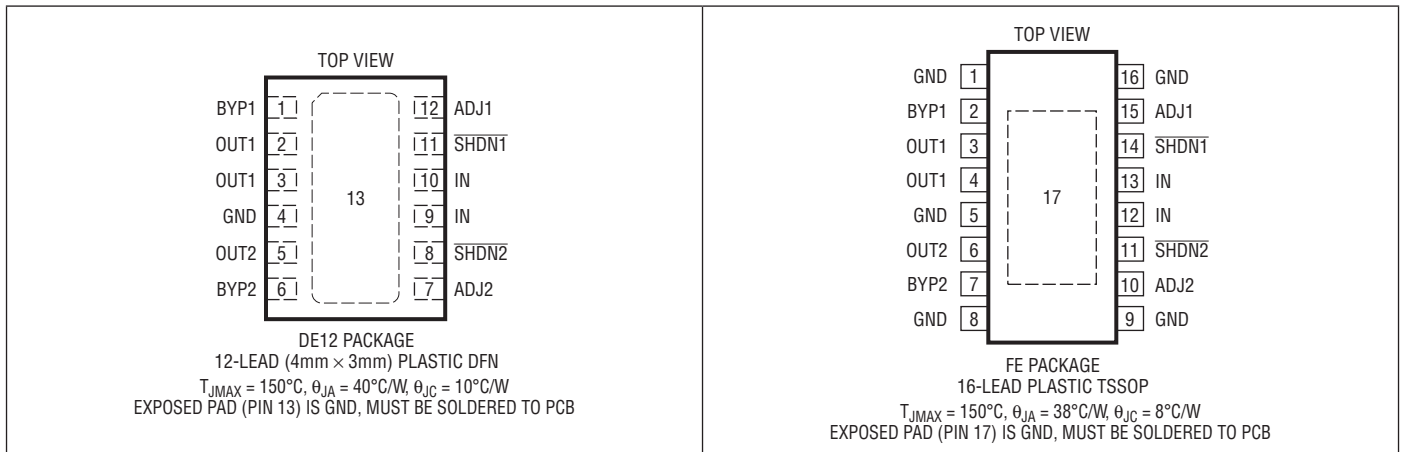 TOP VIEW
BYP1 1 12 ADJ1
OUT1 2 11 SHDN1
OUT1 3 10 IN
13
GND 4 9 IN
OUT2 5 8 SHDN2
BYP2 6 7 ADJ2
DE12 PACKAGE
12-LEAD (4mm × 3mm) PLASTIC DFN
TJMAX = 150°C, θJA = 40°C/W, θJC = 10°C/W
EXPOSED PAD (PIN 13) IS GND, MUST BE SOLDERED TO PCB
TOP VIEW
GND 1 16 GND
BYP1 2 15 ADJ1
OUT1 3 14 SHDN1
OUT1 4 13 IN
17
GND 5 12 IN
OUT2 6 11 SHDN2
BYP2 7 10 ADJ2
GND 8 9 GND
FE PACKAGE
16-LEAD PLASTIC TSSOP
TJMAX = 150°C, θJA = 38°C/W, θJC = 8°C/W
EXPOSED PAD (PIN 17) IS GND, MUST BE SOLDERED TO PCB